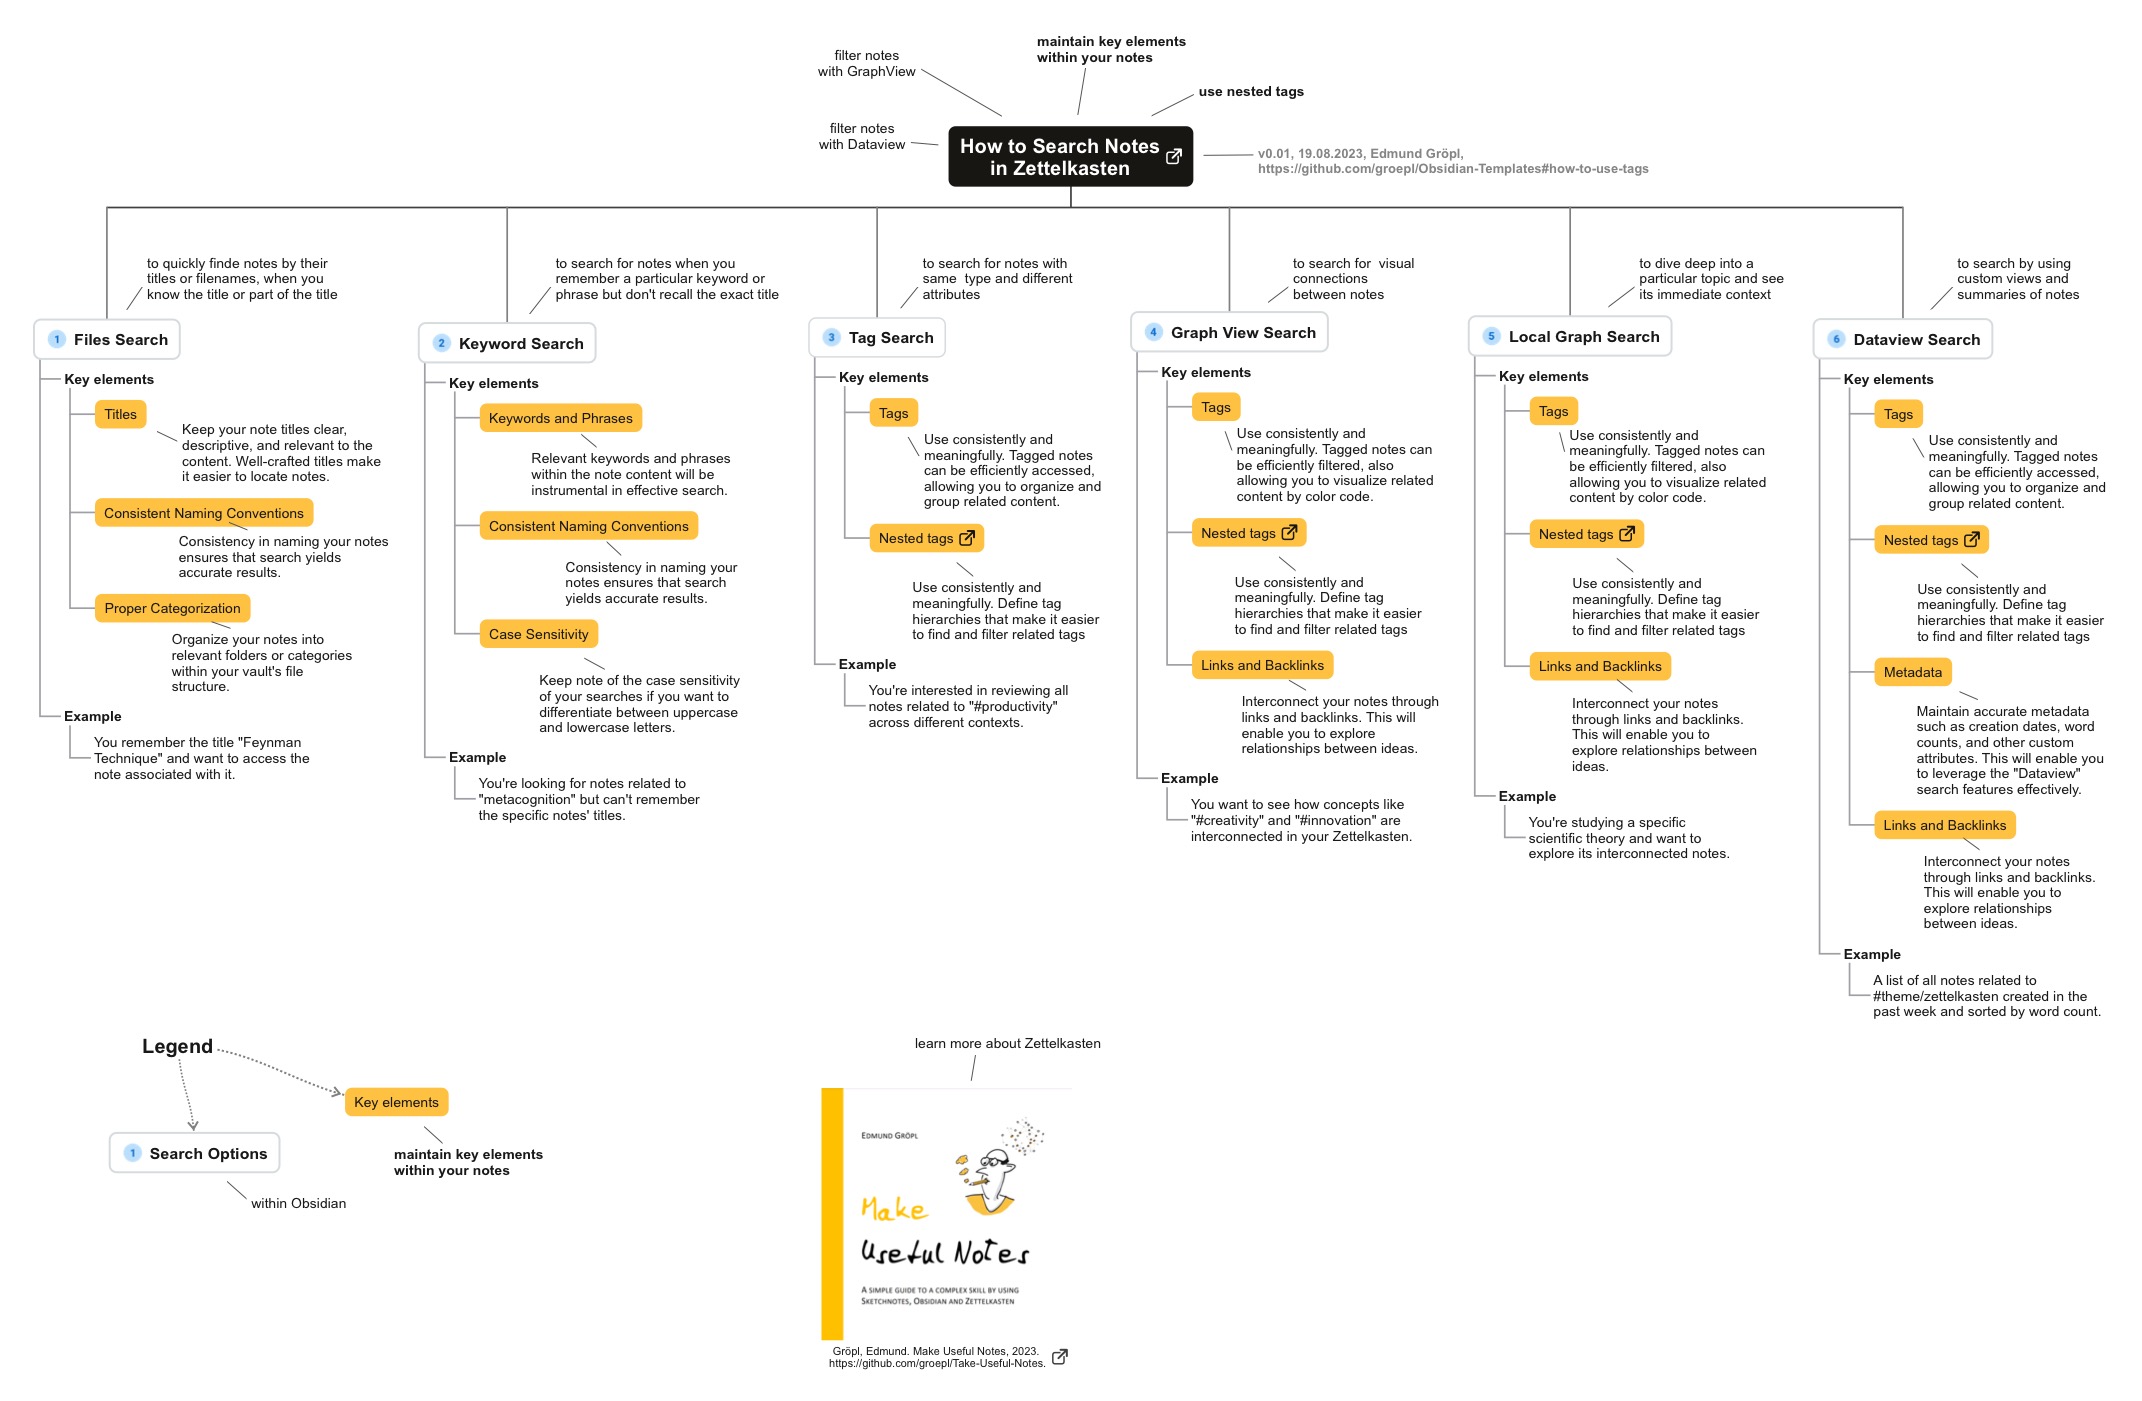 filter notes
with GraphView
maintain key elements
within your notes
use nested tags
filter notes
with Dataview
How to Search Notes
in Zettelkasten
v0.01, 19.08.2023, Edmund Gröpl,
https://github.com/groepl/Obsidian-Templates#how-to-use-tags
to quickly finde notes by their
titles or filenames, when you
know the title or part of the title
1 Files Search
Key elements
Titles
Keep your note titles clear,
descriptive, and relevant to the
content. Well-crafted titles make
it easier to locate notes.
Consistent Naming Conventions
Consistency in naming your notes
ensures that search yields
accurate results.
Proper Categorization
Organize your notes into
relevant folders or categories
within your vault's file
structure.
Example
You remember the title "Feynman
Technique" and want to access the
note associated with it.
to search for notes when you
remember a particular keyword or
phrase but don't recall the exact title
2 Keyword Search
Key elements
Keywords and Phrases
Relevant keywords and phrases
within the note content will be
instrumental in effective search.
Consistent Naming Conventions
Consistency in naming your
notes ensures that search
yields accurate results.
Case Sensitivity
Keep note of the case sensitivity
of your searches if you want to
differentiate between uppercase
and lowercase letters.
Example
You're looking for notes related to
"metacognition" but can't remember
the specific notes' titles.
to search for notes with
same  type and different
attributes
3 Tag Search
Key elements
Tags
Use consistently and
meaningfully. Tagged notes
can be efficiently accessed,
allowing you to organize and
group related content.
Nested tags
Use consistently and
meaningfully. Define tag
hierarchies that make it easier
to find and filter related tags
Example
You're interested in reviewing all
notes related to "#productivity"
across different contexts.
to search for  visual
connections
between notes
4 Graph View Search
Key elements
Tags
Use consistently and
meaningfully. Tagged notes can
be efficiently filtered, also
allowing you to visualize related
content by color code.
Nested tags
Use consistently and
meaningfully. Define tag
hierarchies that make it easier
to find and filter related tags
Links and Backlinks
Interconnect your notes through
links and backlinks. This will
enable you to explore
relationships between ideas.
Example
You want to see how concepts like
"#creativity" and "#innovation" are
interconnected in your Zettelkasten.
to dive deep into a
particular topic and see
its immediate context
5 Local Graph Search
Key elements
Tags
Use consistently and
meaningfully. Tagged notes can
be efficiently filtered, also
allowing you to visualize related
content by color code.
Nested tags
Use consistently and
meaningfully. Define tag
hierarchies that make it easier
to find and filter related tags
Links and Backlinks
Interconnect your notes
through links and backlinks.
This will enable you to
explore relationships between
ideas.
Example
You're studying a specific
scientific theory and want to
explore its interconnected notes.
to search by using
custom views and
summaries of notes
6 Dataview Search
Key elements
Tags
Use consistently and
meaningfully. Tagged notes
can be efficiently accessed,
allowing you to organize and
group related content.
Nested tags
Use consistently and
meaningfully. Define tag
hierarchies that make it easier
to find and filter related tags
Metadata
Maintain accurate metadata
such as creation dates, word
counts, and other custom
attributes. This will enable you
to leverage the "Dataview"
search features effectively.
Links and Backlinks
Interconnect your notes
through links and backlinks.
This will enable you to
explore relationships
between ideas.
Example
A list of all notes related to
#theme/zettelkasten created in the
past week and sorted by word count.
Legend
Key elements
maintain key elements
within your notes
1 Search Options
within Obsidian
learn more about Zettelkasten
EDMUND GRÖPL
Make
Useful Notes
A SIMPLE GUIDE TO A COMPLEX SKILL BY USING
SKETCHNOTES, OBSIDIAN AND ZETTELKASTEN
Gröpl, Edmund. Make Useful Notes, 2023.
https://github.com/groepl/Take-Useful-Notes.